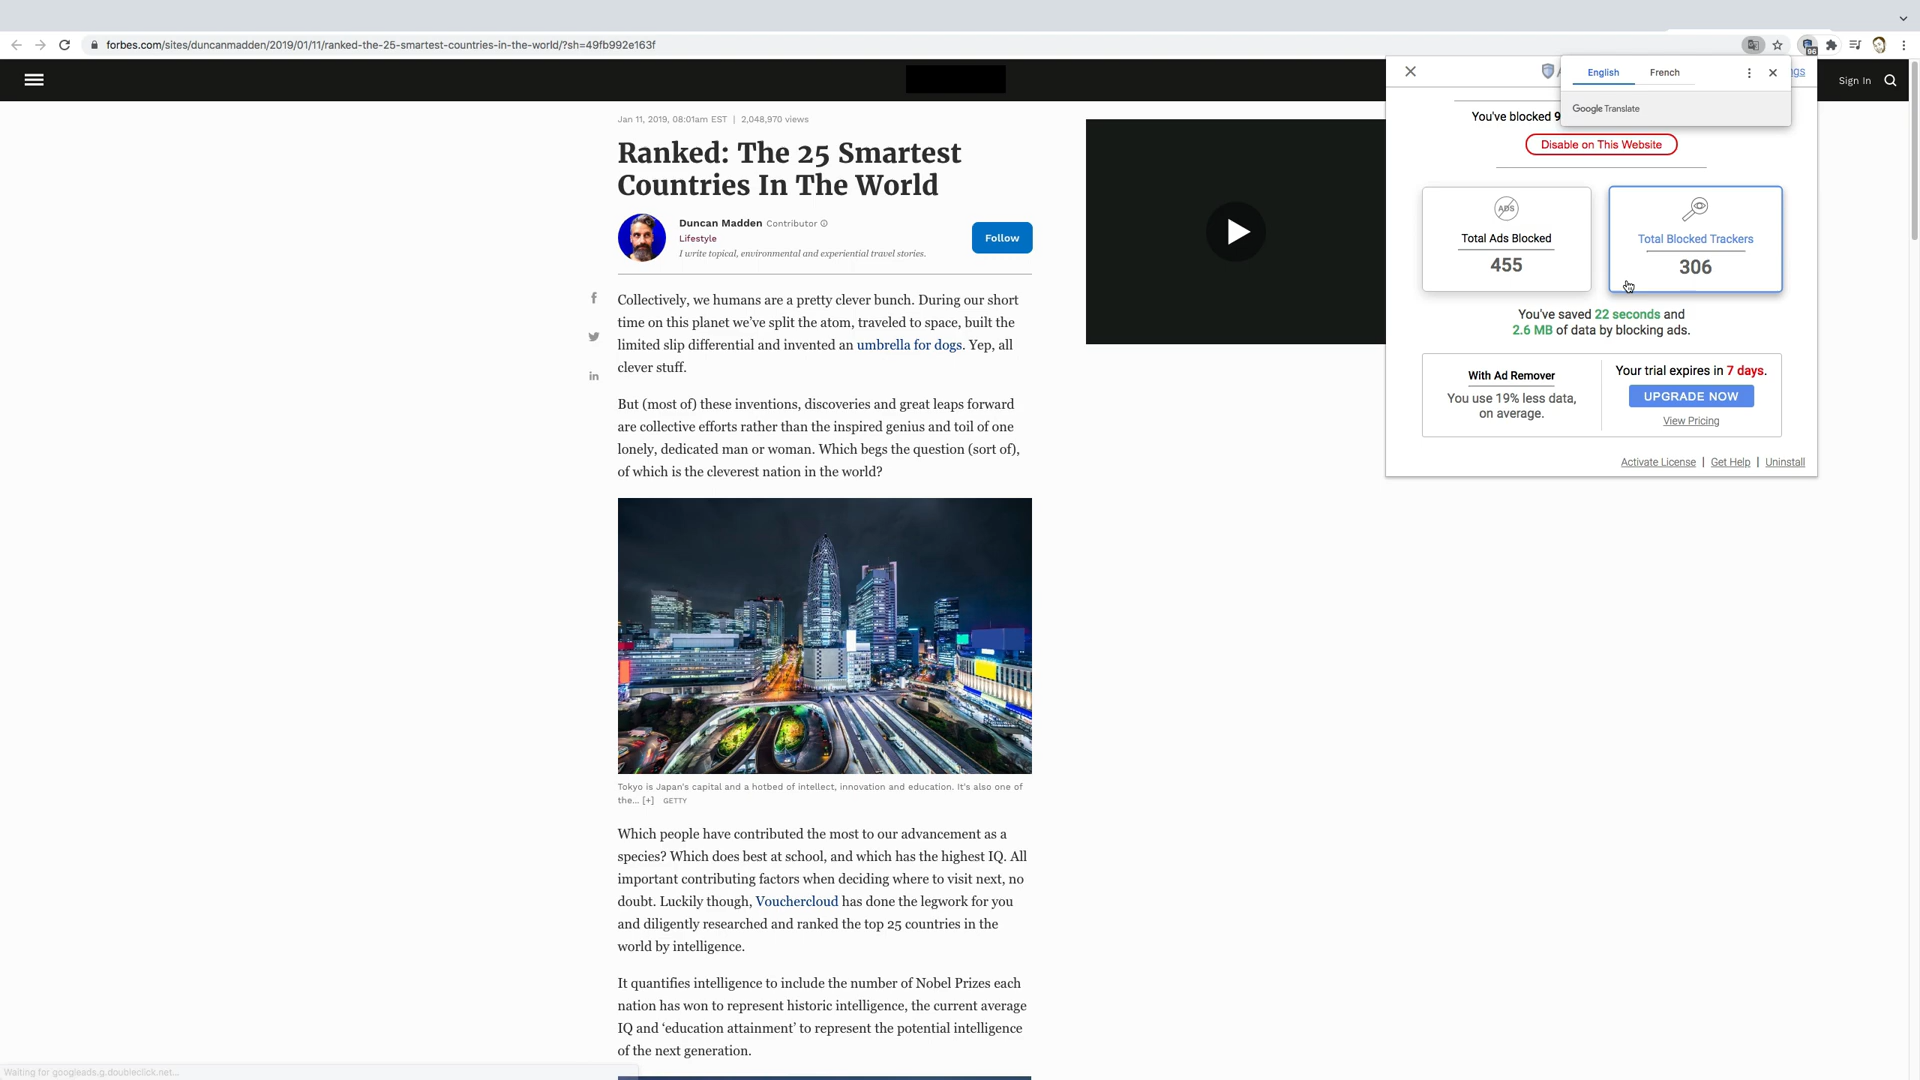 forbes.com/sites/duncanmadden/2019/01/11/ranked-the-25-smartest-countries-in-the-world/?sh=49fb992e163f
96
Sign In
English
French
Google Translate
Jan 11, 2019, 08:01am EST | 2,048,970 views
Ranked: The 25 Smartest
Countries In The World
Duncan Madden Contributor
Lifestyle
I write topical, environmental and experiential travel stories.
Follow
Collectively, we humans are a pretty clever bunch. During our short
time on this planet we've split the atom, traveled to space, built the
limited slip differential and invented an umbrella for dogs. Yep, all
clever stuff.
But (most of) these inventions, discoveries and great leaps forward
are collective efforts rather than the inspired genius and toil of one
lonely, dedicated man or woman. Which begs the question (sort of),
of which is the cleverest nation in the world?
Tokyo is Japan's capital and a hotbed of intellect, innovation and education. It's also one of
the... [+] GETTY
Which people have contributed the most to our advancement as a
species? Which does best at school, and which has the highest IQ. All
important contributing factors when deciding where to visit next, no
doubt. Luckily though, Vouchercloud has done the legwork for you
and diligently researched and ranked the top 25 countries in the
world by intelligence.
It quantifies intelligence to include the number of Nobel Prizes each
nation has won to represent historic intelligence, the current average
IQ and ‘education attainment’ to represent the potential intelligence
of the next generation.
You've blocked 9
Disable on This Website
ADS
Total Ads Blocked
455
Total Blocked Trackers
306
You've saved 22 seconds and
2.6 MB of data by blocking ads.
With Ad Remover
You use 19% less data,
on average.
Your trial expires in 7 days.
UPGRADE NOW
View Pricing
Activate License | Get Help | Uninstall
Waiting for googleads.g.doubleclick.net...